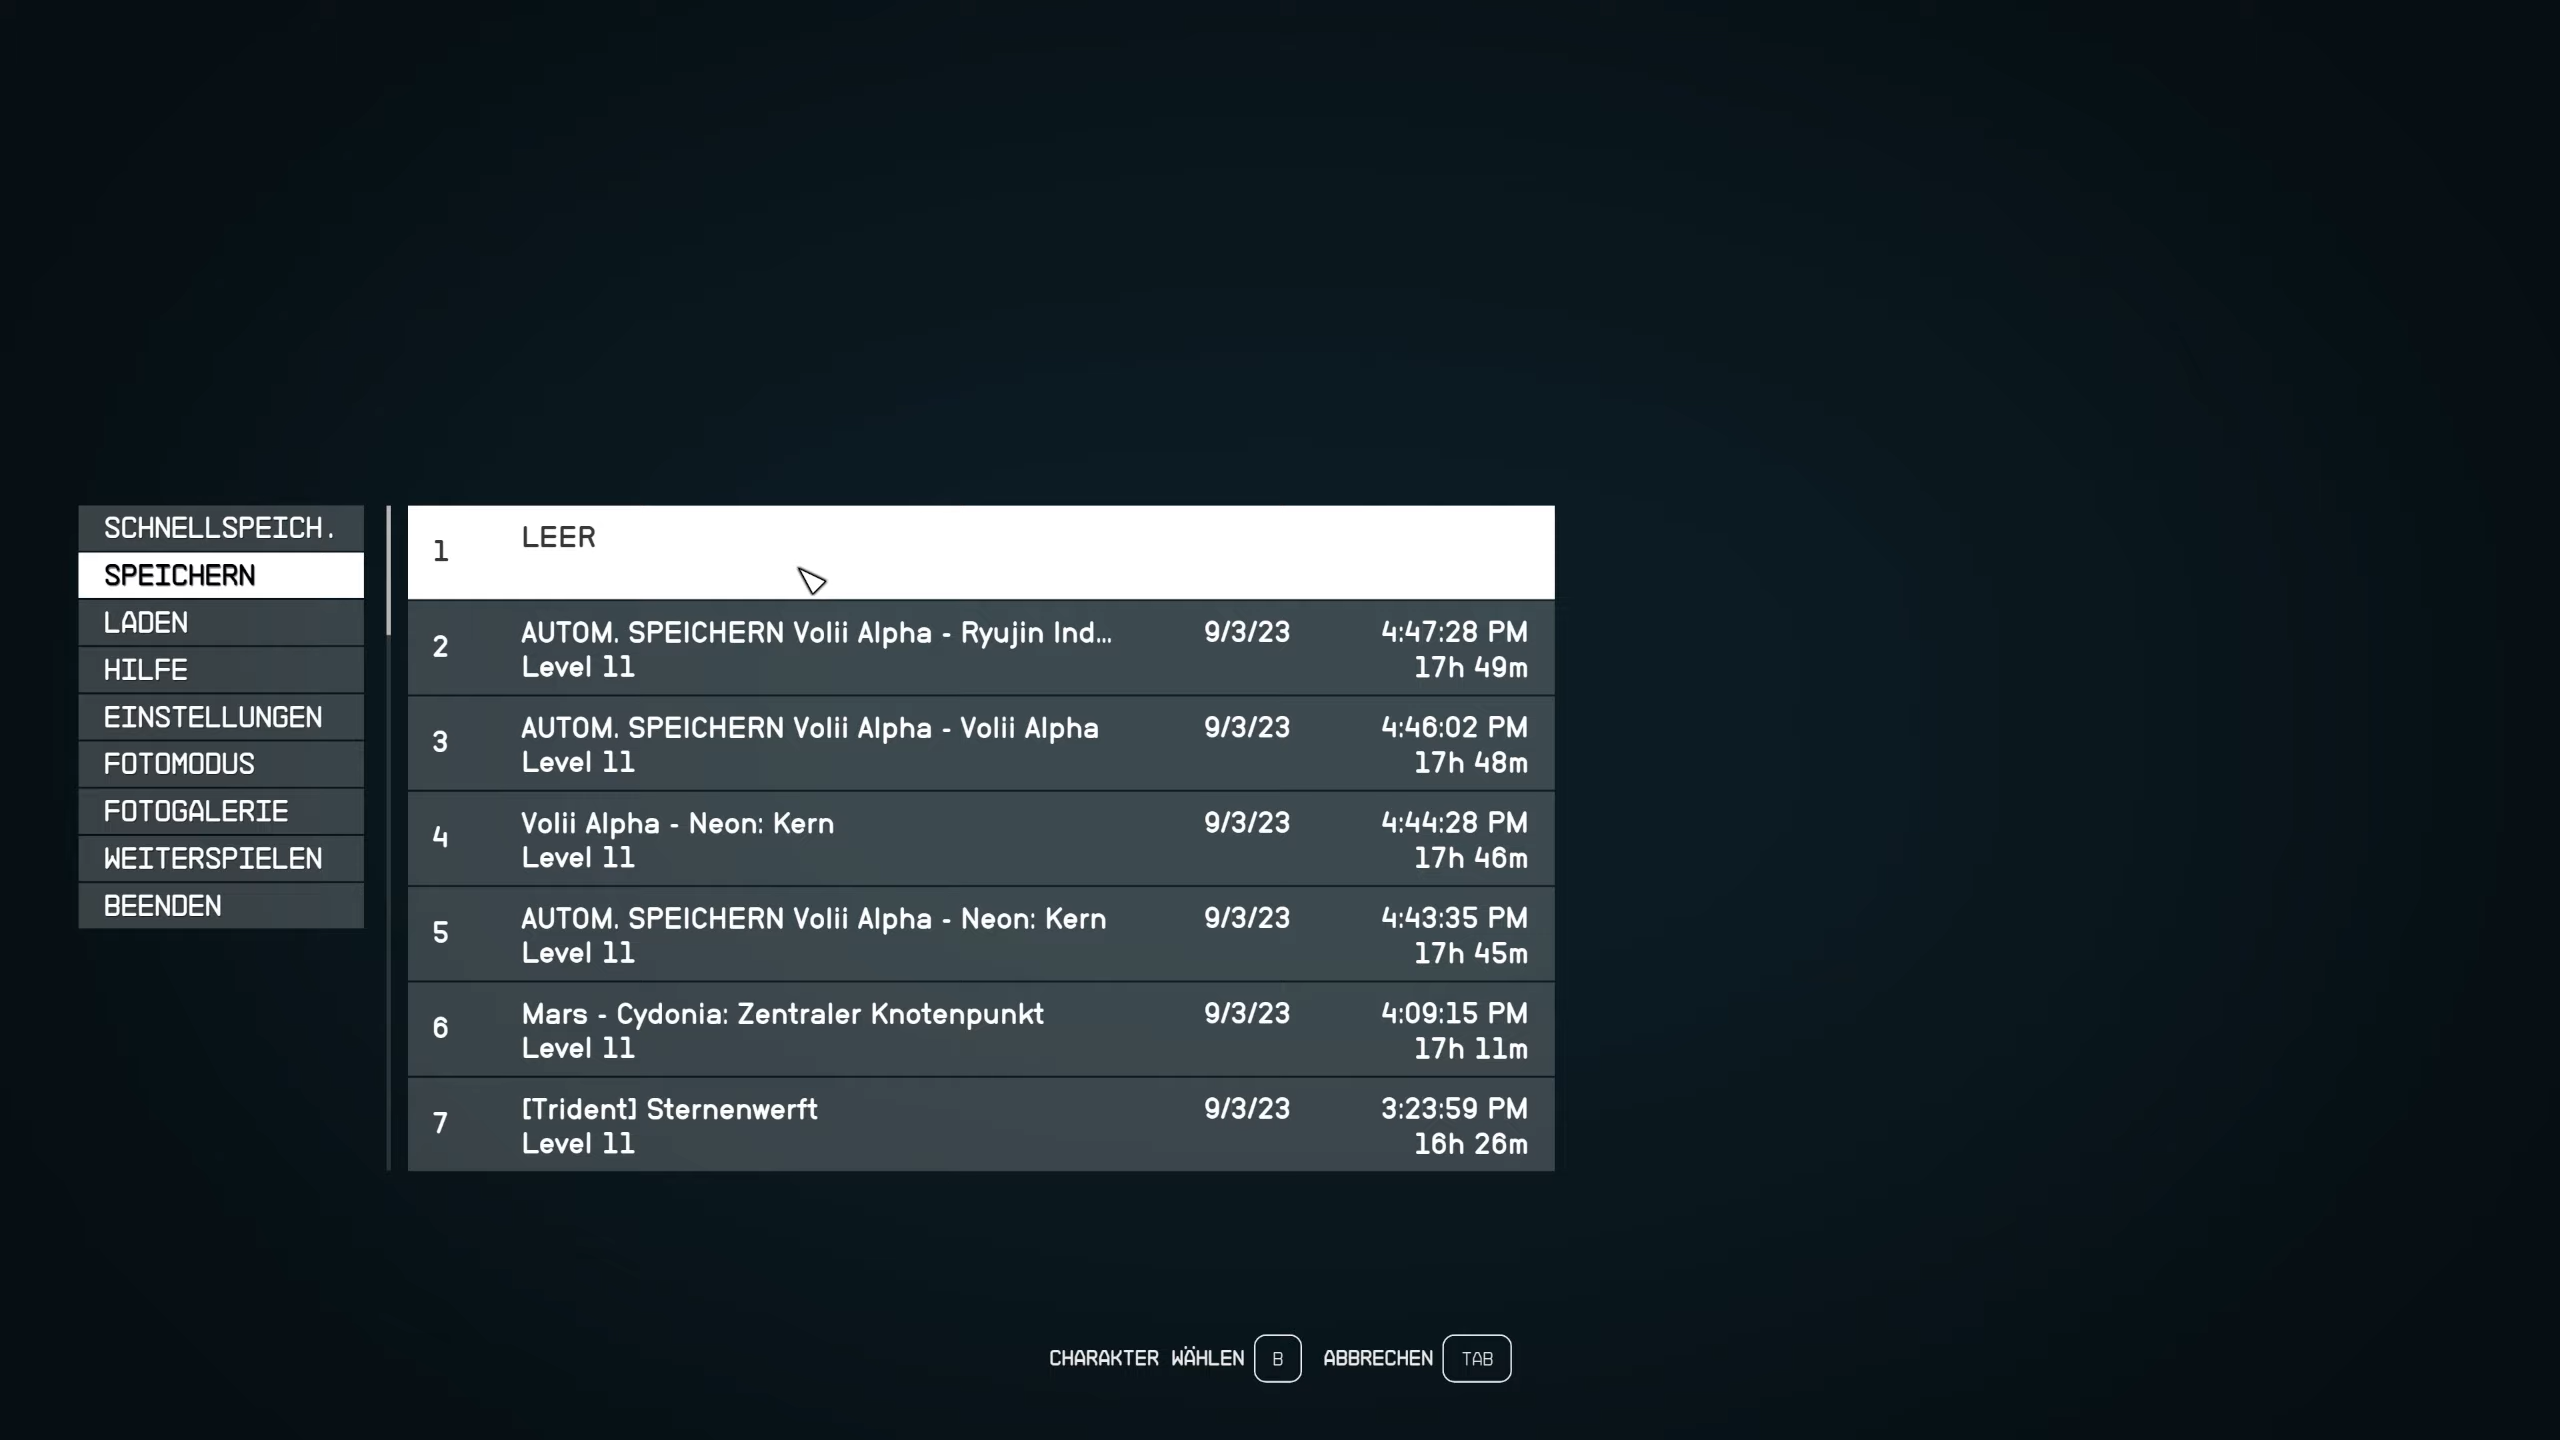 SCHNELLSPEICH.
SPEICHERN
LADEN
HILFE
EINSTELLUNGEN
FOTOMODUS
FOTOGALERIE
WEITERSPIELEN
BEENDEN
1 LEER
2 AUTOM. SPEICHERN Volii Alpha - Ryujin Ind... 9/3/23 4:47:28 PM
Level 11 17h 49m
3 AUTOM. SPEICHERN Volii Alpha - Volii Alpha 9/3/23 4:46:02 PM
Level 11 17h 48m
4 Volii Alpha - Neon: Kern 9/3/23 4:44:28 PM
Level 11 17h 46m
5 AUTOM. SPEICHERN Volii Alpha - Neon: Kern 9/3/23 4:43:35 PM
Level 11 17h 45m
6 Mars - Cydonia: Zentraler Knotenpunkt 9/3/23 4:09:15 PM
Level 11 17h 11m
7 [Trident] Sternenwerft 9/3/23 3:23:59 PM
Level 11 16h 26m
CHARAKTER WÄHLEN B ABBRECHEN TAB